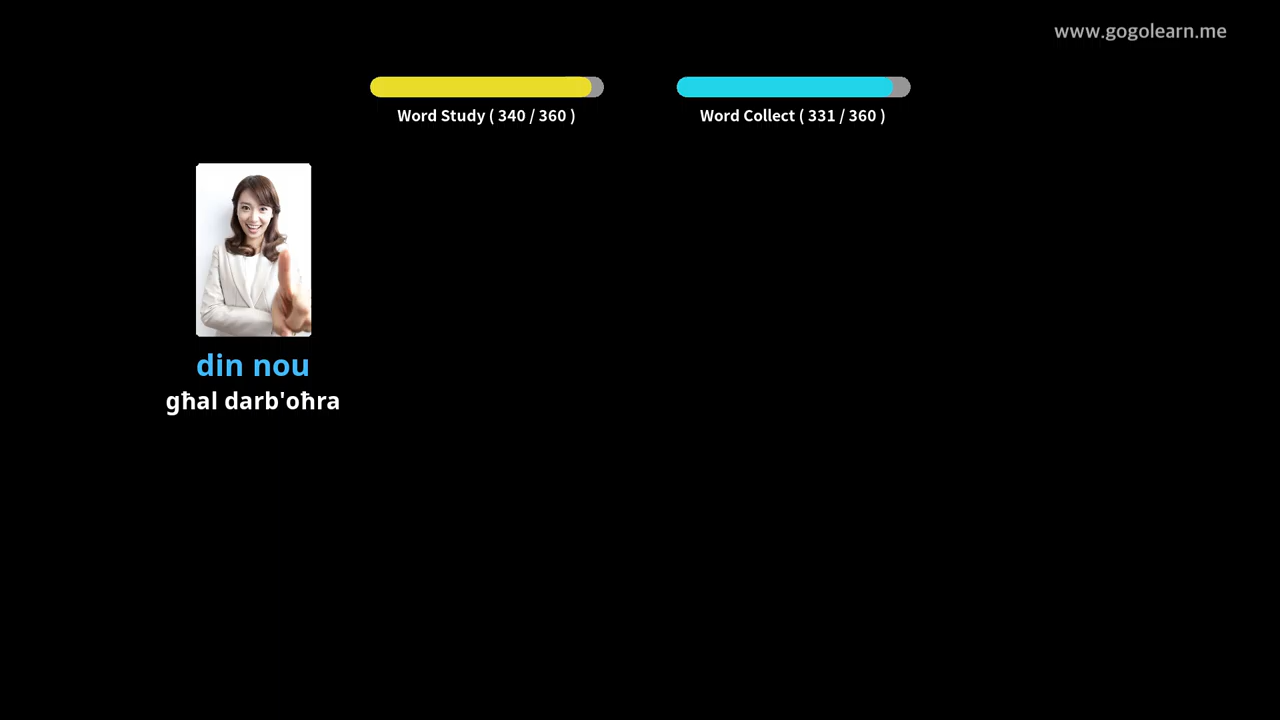 www.gogolearn.me
Word Study ( 340 / 360 )
Word Collect ( 331 / 360 )
din nou
għal darb'oħra